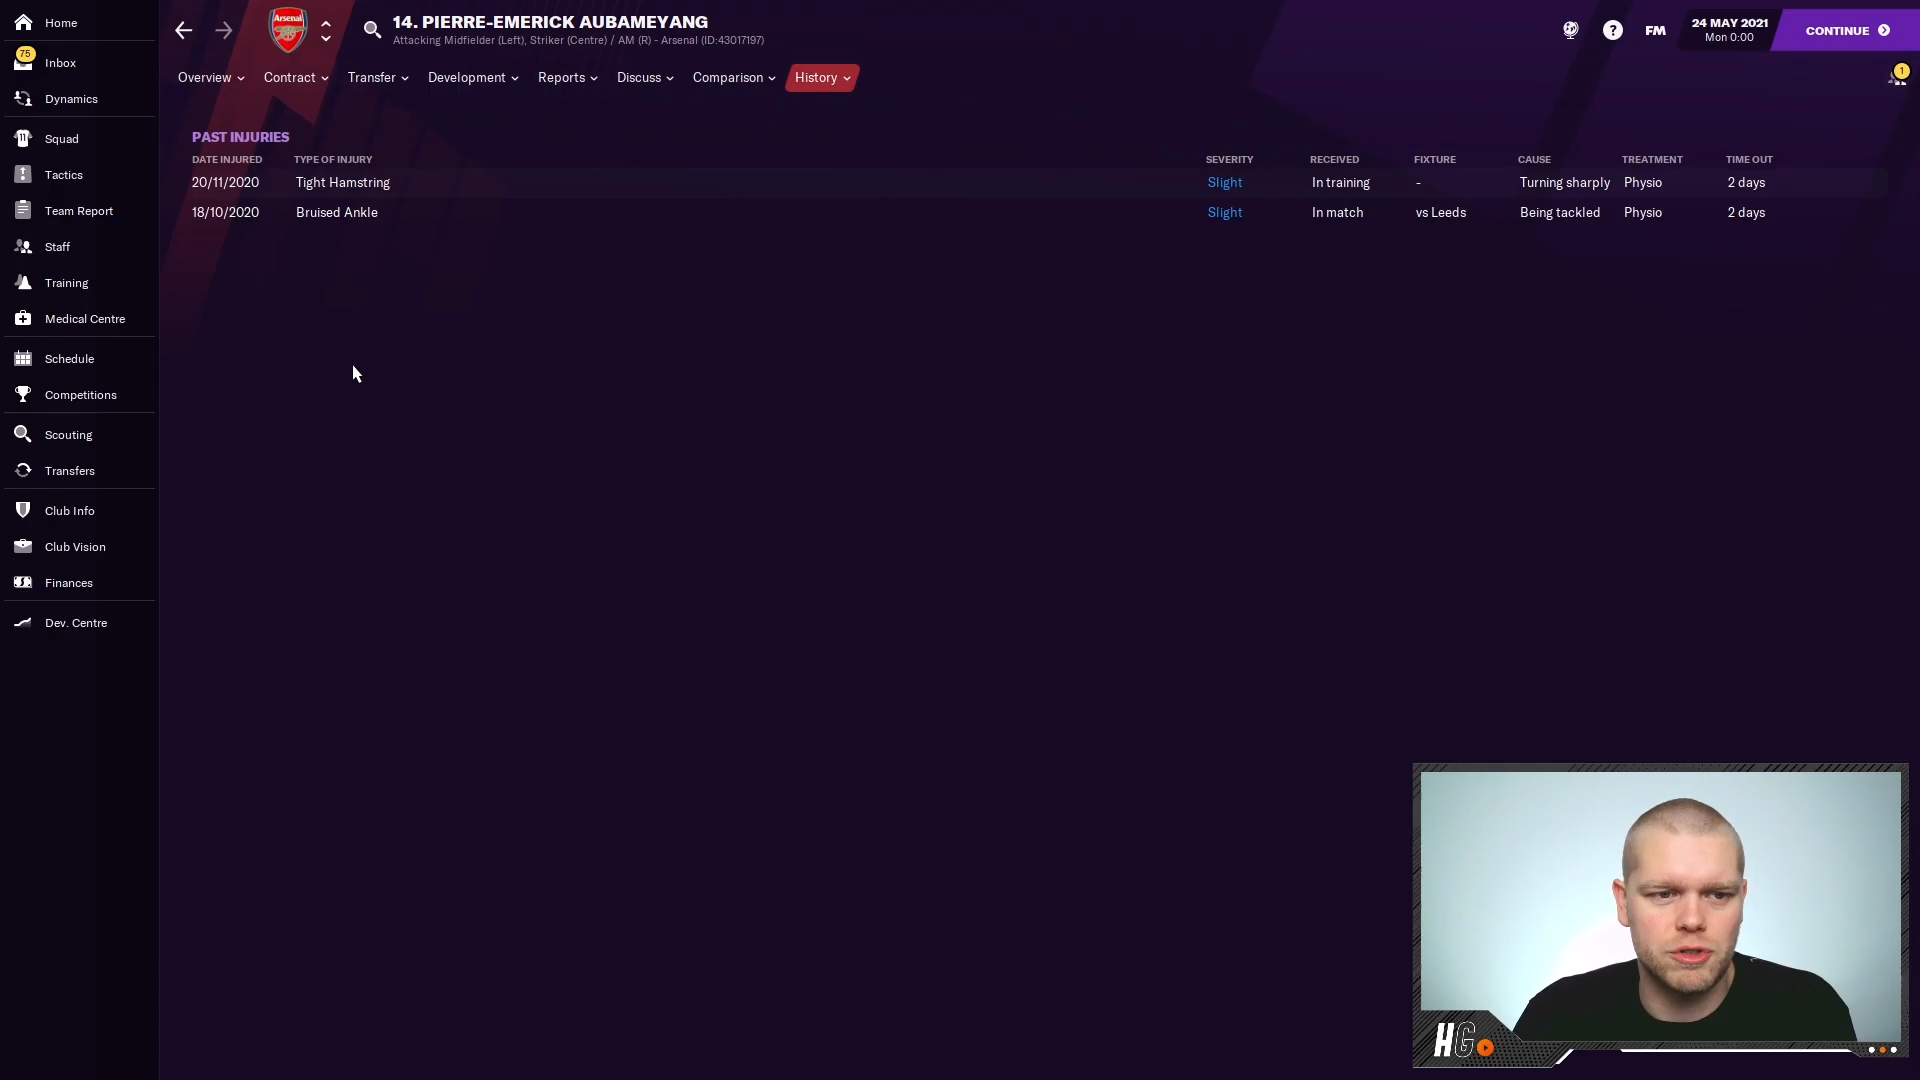 Home
75
Inbox
Dynamics
11
Squad
Tactics
Team Report
Staff
Training
Medical Centre
Schedule
Competitions
Scouting
Transfers
Club Info
Club Vision
Finances
Dev. Centre
Arsenal
14. PIERRE-EMERICK AUBAMEYANG
Attacking Midfielder (Left), Striker (Centre) / AM (R) - Arsenal (ID:43017197)
?
FM
24 MAY 2021
Mon 0:00
CONTINUE
Overview Contract Transfer Development Reports Discuss Comparison History
1
PAST INJURIES
DATE INJURED TYPE OF INJURY SEVERITY RECEIVED FIXTURE CAUSE TREATMENT TIME OUT
20/11/2020 Tight Hamstring Slight In training - Turning sharply Physio 2 days
18/10/2020 Bruised Ankle Slight In match vs Leeds Being tackled Physio 2 days
HG